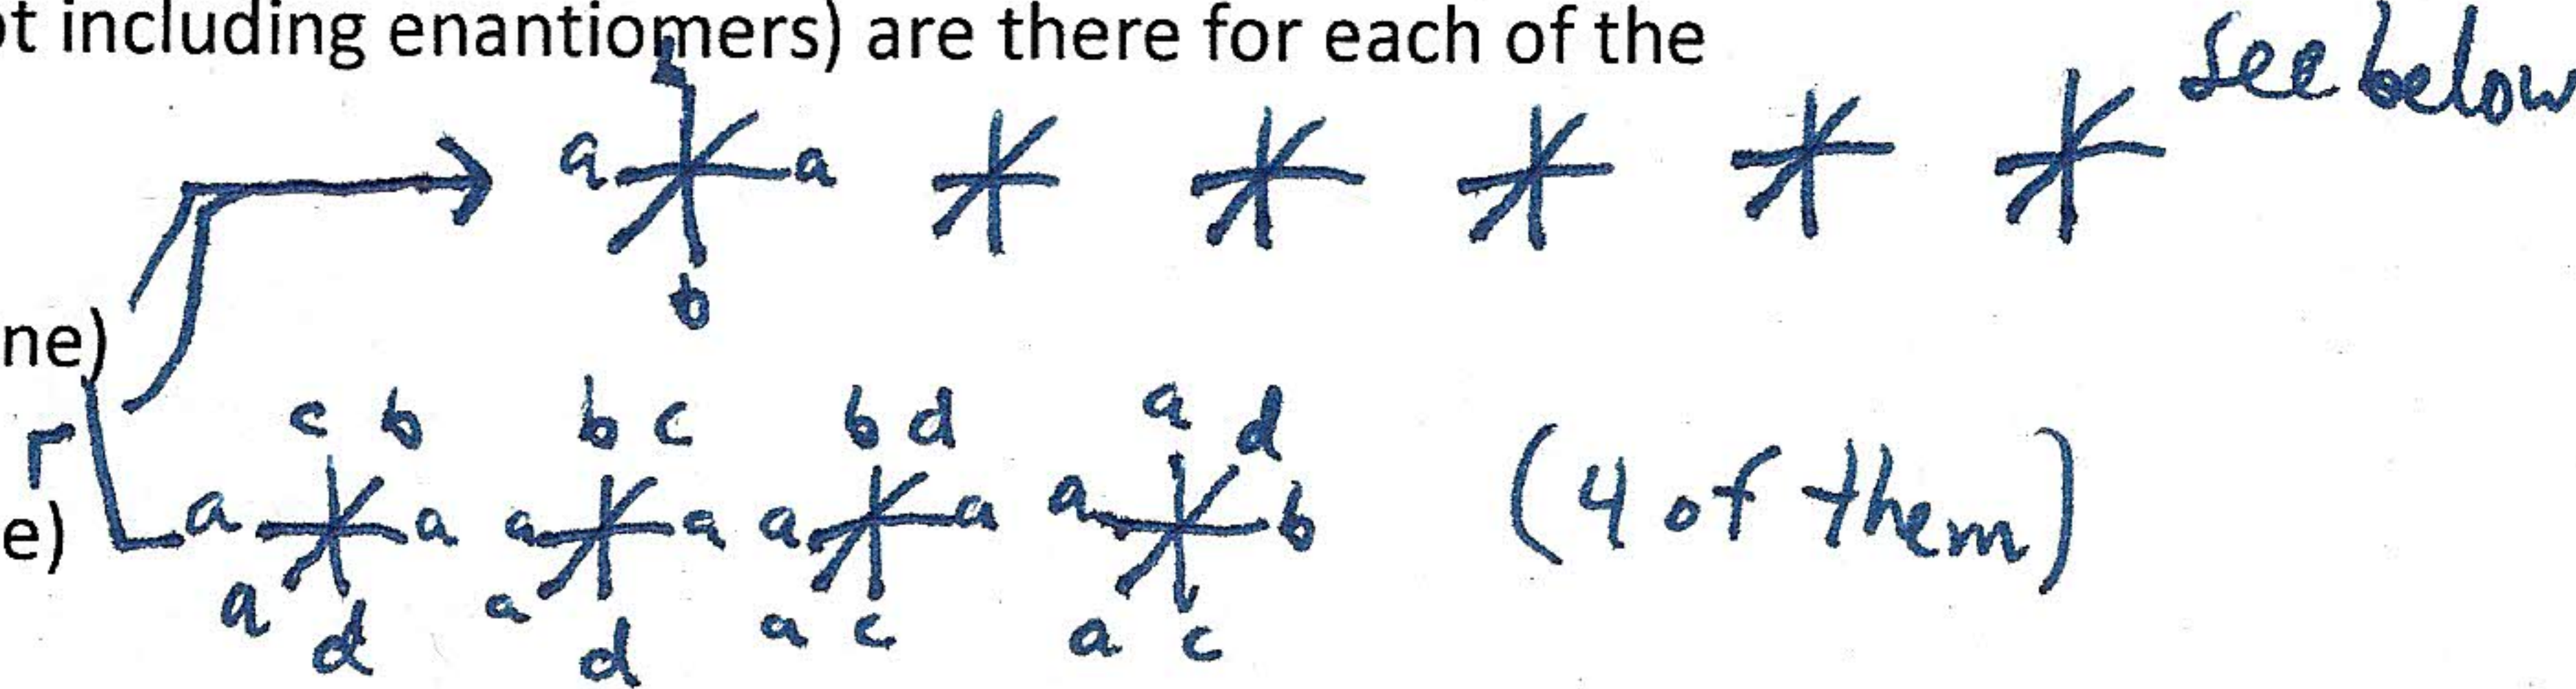 t including enantiomers) are there for each of the
see below
b
a a
b
ne)
c b b c b d a d
r
e) a a a a a a a b (4 of them)
a a a c a c
d d